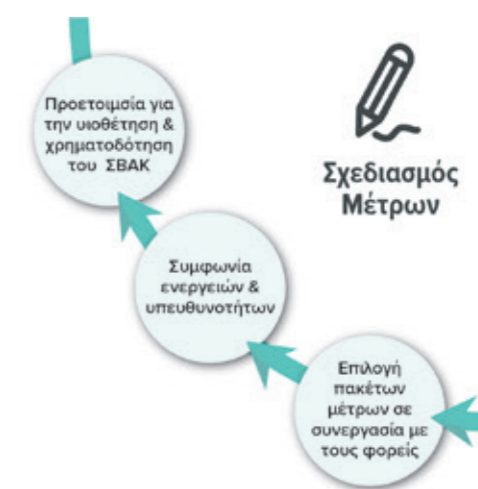 Προετοιμσία για
την υιοθέτηση &
χρηματοδότηση
του ΣΒΑΚ
Σχεδιασμός
Μέτρων
Συμφωνία
ενεργειών &
υπευθυνοτήτων
Επιλογή
πακέτων
μέτρων σε
συνεργασία με
τους φορείς